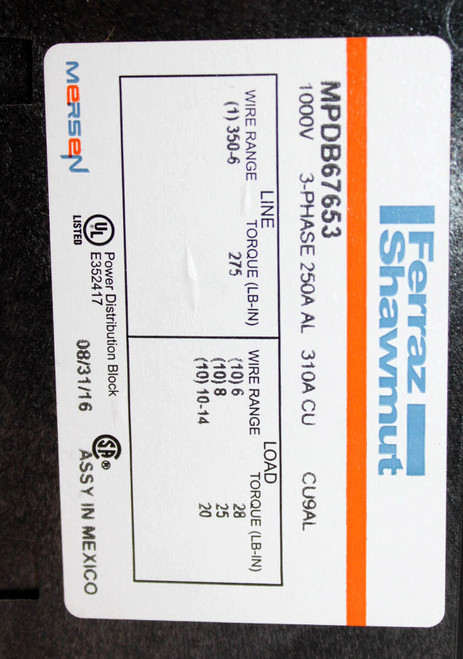 Ferraz
Shawmut
MPDB67653
1000V 3-PHASE 250A AL 310A CU CU9AL
LINE
WIRE RANGE TORQUE (LB-IN)
(1) 350-6 275
LOAD
WIRE RANGE TORQUE (LB-IN)
(10) 6 28
(10) 8 25
(10) 10-14 20
MERSEN
UL
LISTED
Power Distribution Block
E352417
08/31/16
SA
ASSY IN MEXICO